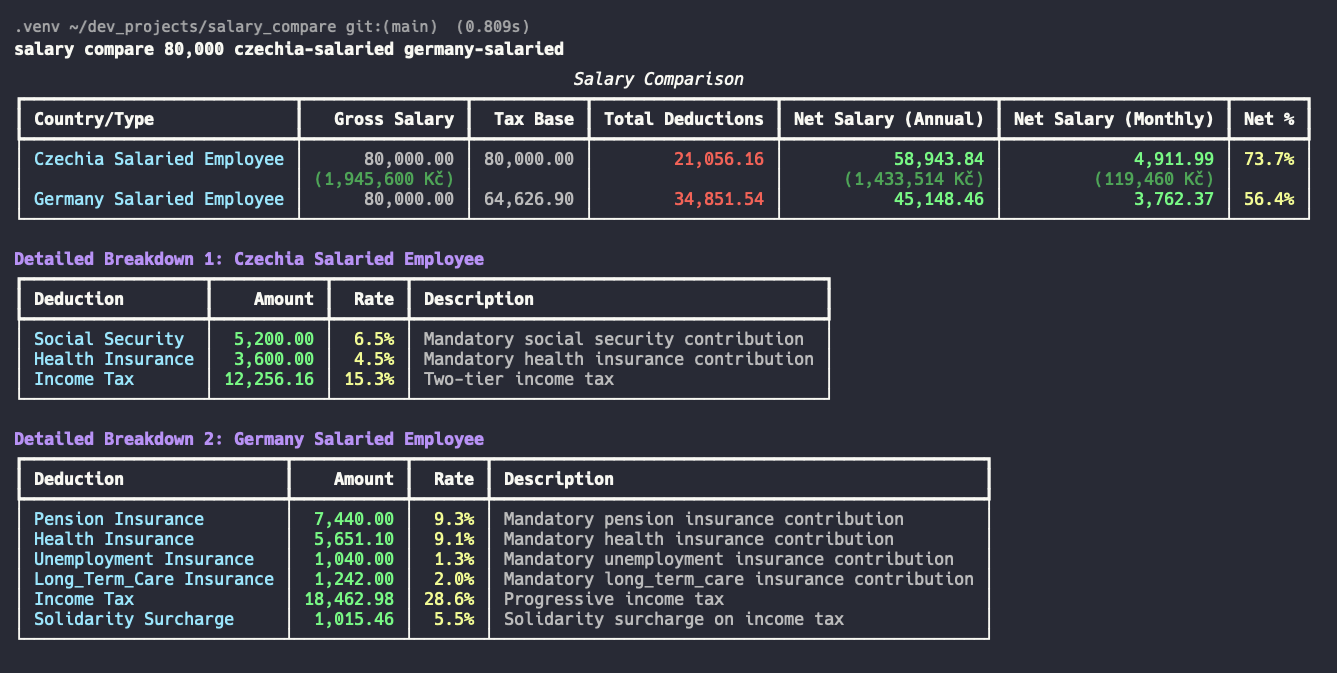 .venv ~/dev_projects/salary_compare git:(main) (0.809s)
salary compare 80,000 czechia-salaried germany-salaried
Salary Comparison
Country/Type Gross Salary Tax Base Total Deductions Net Salary (Annual) Net Salary (Monthly) Net %
Czechia Salaried Employee 80,000.00 80,000.00 21,056.16 58,943.84 4,911.99 73.7%
(1,945,600 Kč) (1,433,514 Kč) (119,460 Kč)
Germany Salaried Employee 80,000.00 64,626.90 34,851.54 45,148.46 3,762.37 56.4%
Detailed Breakdown 1: Czechia Salaried Employee
Deduction Amount Rate Description
Social Security 5,200.00 6.5% Mandatory social security contribution
Health Insurance 3,600.00 4.5% Mandatory health insurance contribution
Income Tax 12,256.16 15.3% Two-tier income tax
Detailed Breakdown 2: Germany Salaried Employee
Deduction Amount Rate Description
Pension Insurance 7,440.00 9.3% Mandatory pension insurance contribution
Health Insurance 5,651.10 9.1% Mandatory health insurance contribution
Unemployment Insurance 1,040.00 1.3% Mandatory unemployment insurance contribution
Long_Term_Care Insurance 1,242.00 2.0% Mandatory long_term_care insurance contribution
Income Tax 18,462.98 28.6% Progressive income tax
Solidarity Surcharge 1,015.46 5.5% Solidarity surcharge on income tax